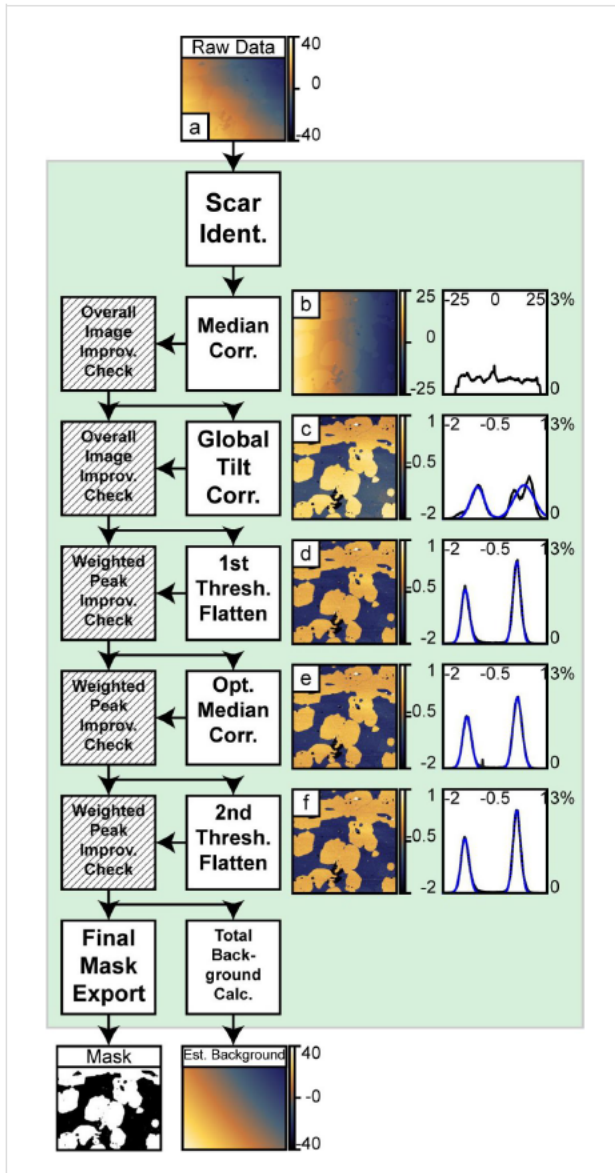 Raw Data
40
0
-40
a
Scar
Ident.
Overall
Image
Improv.
Check
Median
Corr.
b
25
0
-25
-25 0 25
3%
0
Overall
Image
Improv.
Check
Global
Tilt
Corr.
c
1
-0.5
-2
-2 -0.5 1
3%
0
Weighted
Peak
Improv.
Check
1st
Thresh.
Flatten
d
1
-0.5
-2
-2 -0.5 1
3%
0
Weighted
Peak
Improv.
Check
Opt.
Median
Corr.
e
1
-0.5
-2
-2 -0.5 1
3%
0
Weighted
Peak
Improv.
Check
2nd
Thresh.
Flatten
f
1
-0.5
-2
-2 -0.5 1
3%
0
Final
Mask
Export
Total
Back-
ground
Calc.
Mask
Est. Background
40
-0
-40